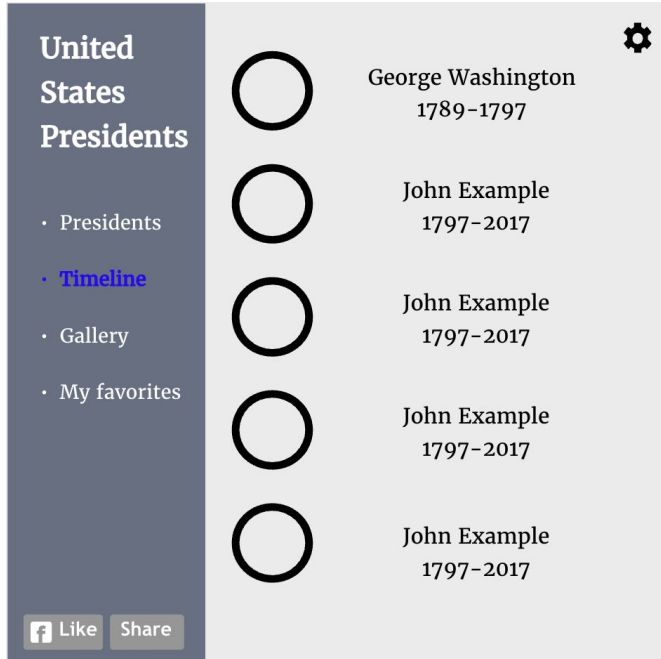 United
States
Presidents
· Presidents
· Timeline
· Gallery
· My favorites
Like
Share
George Washington
1789-1797
John Example
1797-2017
John Example
1797-2017
John Example
1797-2017
John Example
1797-2017